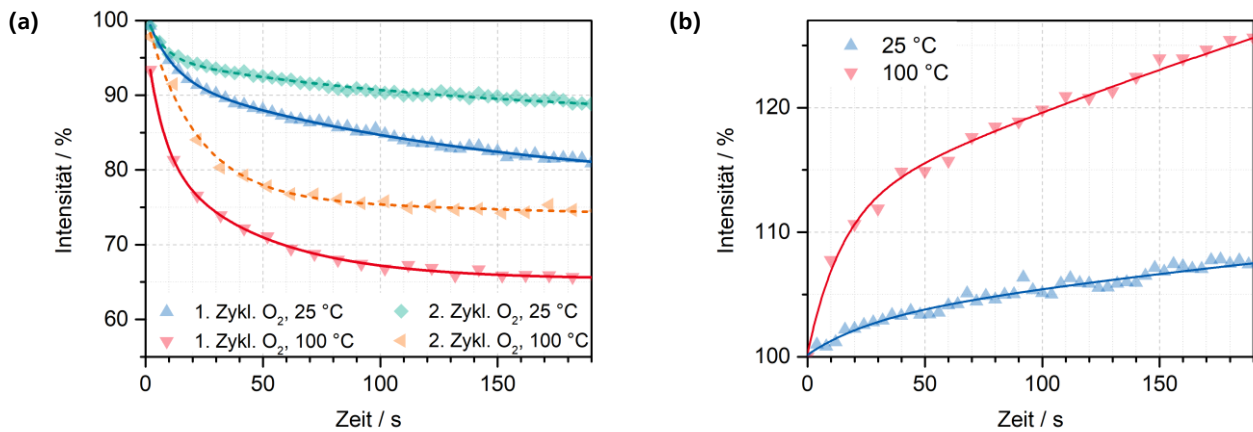 (a)
Intensität / %
100
90
80
70
60
1. Zykl. O₂, 25 °C
2. Zykl. O₂, 25 °C
1. Zykl. O₂, 100 °C
2. Zykl. O₂, 100 °C
0 50 100 150
Zeit / s
(b)
Intensität / %
25 °C
100 °C
120
110
100
0 50 100 150
Zeit / s